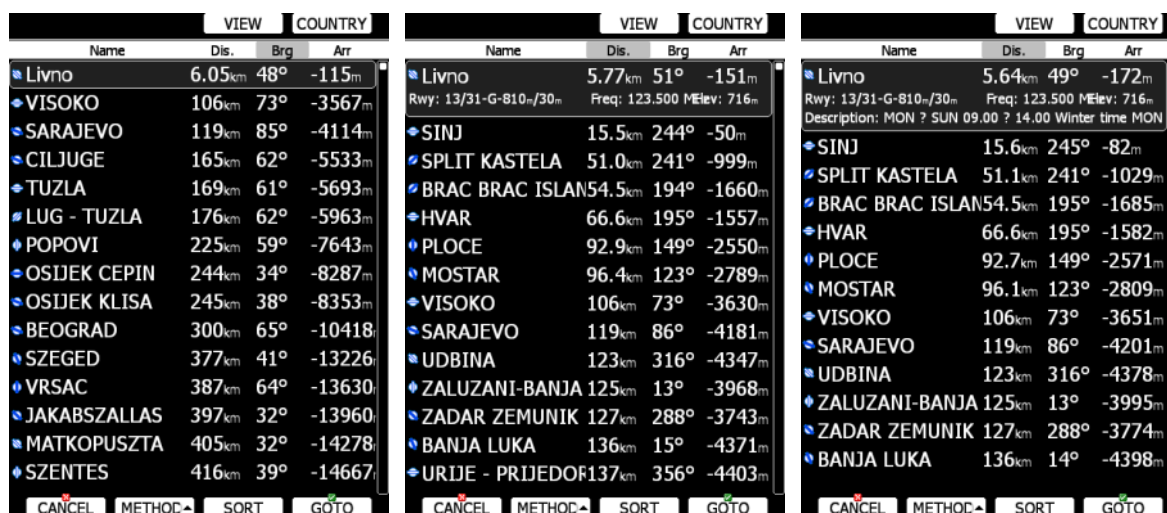 VIEW COUNTRY
Name Dis. Brg Arr
Livno 6.05km 48° -115m
VISOKO 106km 73° -3567m
SARAJEVO 119km 85° -4114m
CILJUGE 165km 62° -5533m
TUZLA 169km 61° -5693m
LUG - TUZLA 176km 62° -5963m
POPOVI 225km 59° -7643m
OSIJEK CEPIN 244km 34° -8287m
OSIJEK KLISA 245km 38° -8353m
BEOGRAD 300km 65° -10418
SZEGED 377km 41° -13226
VRSAC 387km 64° -13630
JAKABSZALLAS 397km 32° -13960
MATKOPUSZTA 405km 32° -14278
SZENTES 416km 39° -14667
CANCEL METHOD SORT GOTO
VIEW COUNTRY
Name Dis. Brg Arr
Livno 5.77km 51° -151m
Rwy: 13/31-G-810m/30m Freq: 123.500 MElev: 716m
SINJ 15.5km 244° -50m
SPLIT KASTELA 51.0km 241° -999m
BRAC BRAC ISLAN54.5km 194° -1660m
HVAR 66.6km 195° -1557m
PLOCE 92.9km 149° -2550m
MOSTAR 96.4km 123° -2789m
VISOKO 106km 73° -3630m
SARAJEVO 119km 86° -4181m
UDBINA 123km 316° -4347m
ZALUZANI-BANJA 125km 13° -3968m
ZADAR ZEMUNIK 127km 288° -3743m
BANJA LUKA 136km 15° -4371m
URIJE - PRIJEDOR137km 356° -4403m
CANCEL METHOD SORT GOTO
VIEW COUNTRY
Name Dis. Brg Arr
Livno 5.64km 49° -172m
Rwy: 13/31-G-810m/30m Freq: 123.500 MElev: 716m
Description: MON ? SUN 09.00 ? 14.00 Winter time MON
SINJ 15.6km 245° -82m
SPLIT KASTELA 51.1km 241° -1029m
BRAC BRAC ISLAN54.5km 195° -1685m
HVAR 66.6km 195° -1582m
PLOCE 92.7km 149° -2571m
MOSTAR 96.1km 123° -2809m
VISOKO 106km 73° -3651m
SARAJEVO 119km 86° -4201m
UDBINA 123km 316° -4378m
ZALUZANI-BANJA 125km 13° -3995m
ZADAR ZEMUNIK 127km 288° -3774m
BANJA LUKA 136km 14° -4398m
CANCEL METHOD SORT GOTO